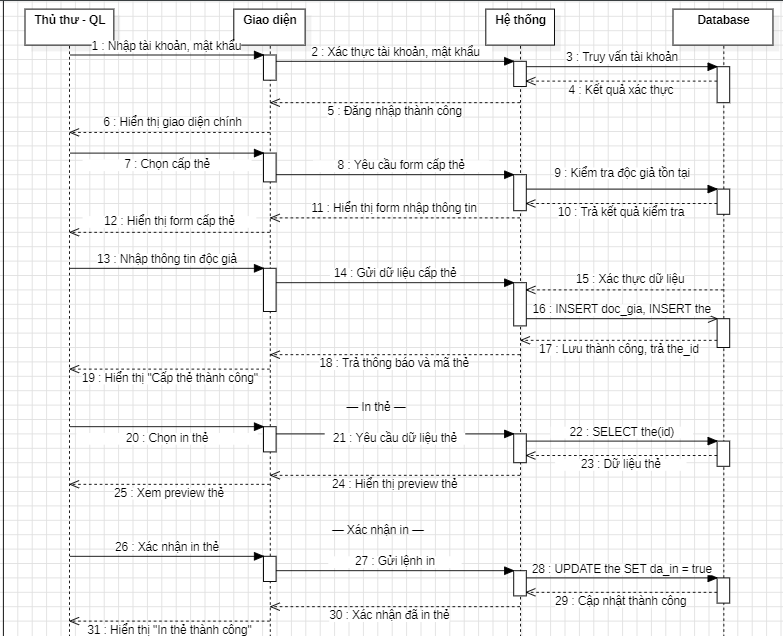 Thủ thư - QL
Giao diện
Hệ thống
Database
1 : Nhập tài khoản, mật khẩu
2 : Xác thực tài khoản, mật khẩu
3 : Truy vấn tài khoản
4 : Kết quả xác thực
5 : Đăng nhập thành công
6 : Hiển thị giao diện chính
7 : Chọn cấp thẻ
8 : Yêu cầu form cấp thẻ
9 : Kiểm tra độc giả tồn tại
10 : Trả kết quả kiểm tra
11 : Hiển thị form nhập thông tin
12 : Hiển thị form cấp thẻ
13 : Nhập thông tin độc giả
14 : Gửi dữ liệu cấp thẻ
15 : Xác thực dữ liệu
16 : INSERT doc_gia, INSERT the
17 : Lưu thành công, trả the_id
18 : Trả thông báo và mã thẻ
19 : Hiển thị "Cấp thẻ thành công"
— In thẻ —
20 : Chọn in thẻ
21 : Yêu cầu dữ liệu thẻ
22 : SELECT the(id)
23 : Dữ liệu thẻ
24 : Hiển thị preview thẻ
25 : Xem preview thẻ
— Xác nhận in —
26 : Xác nhận in thẻ
27 : Gửi lệnh in
28 : UPDATE the SET da_in = true
29 : Cập nhật thành công
30 : Xác nhận đã in thẻ
31 : Hiển thị "In thẻ thành công"